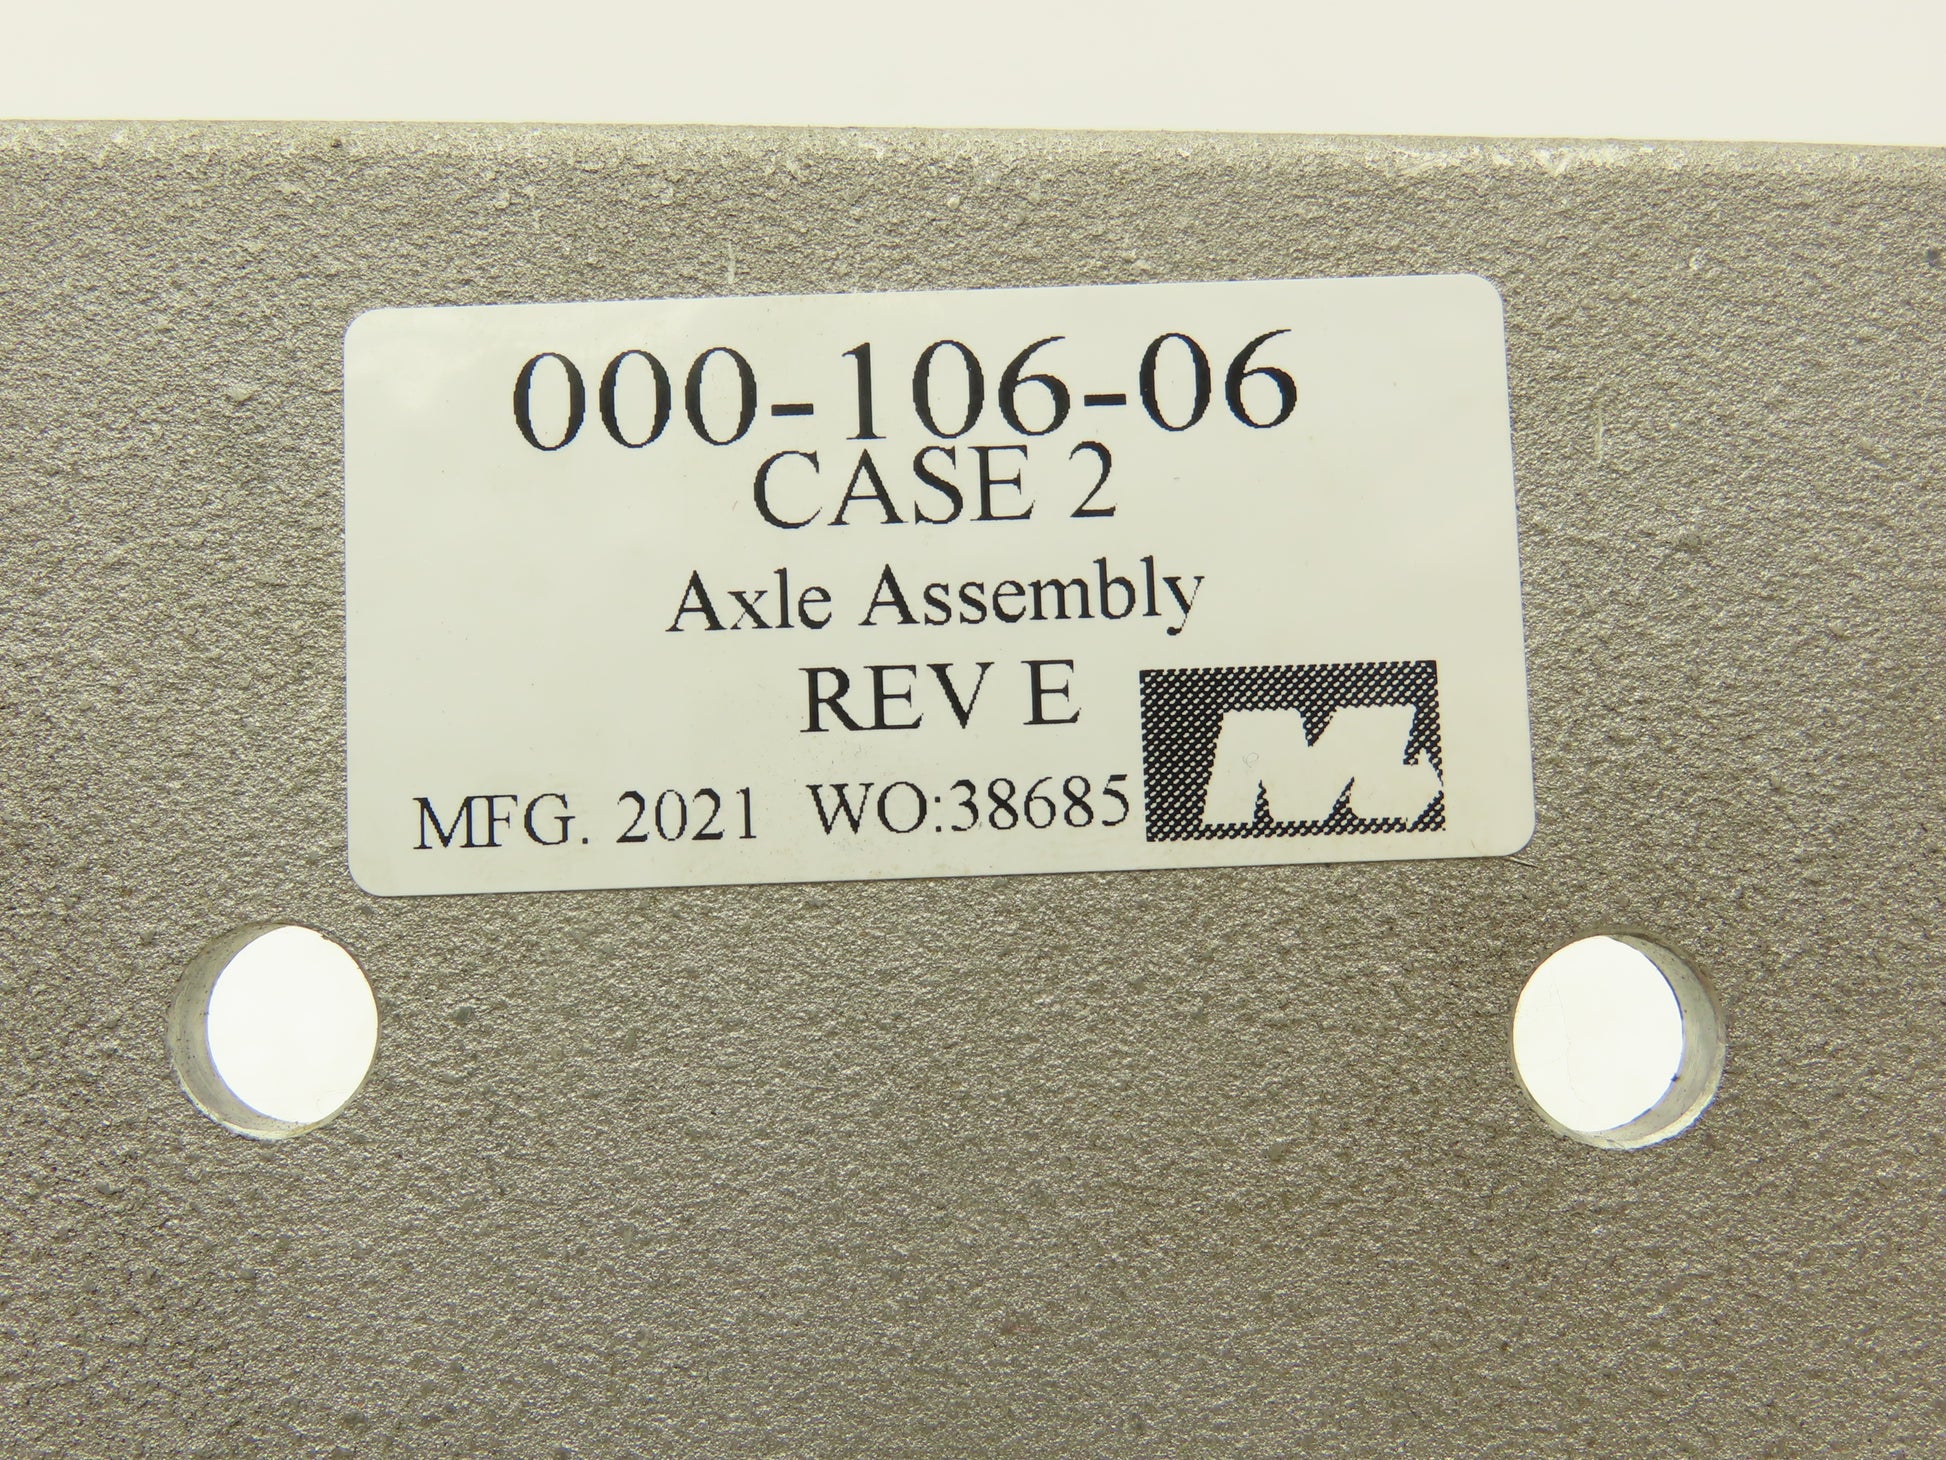 000-106-06
CASE 2
Axle Assembly
REV E
MFG. 2021 WO:38685